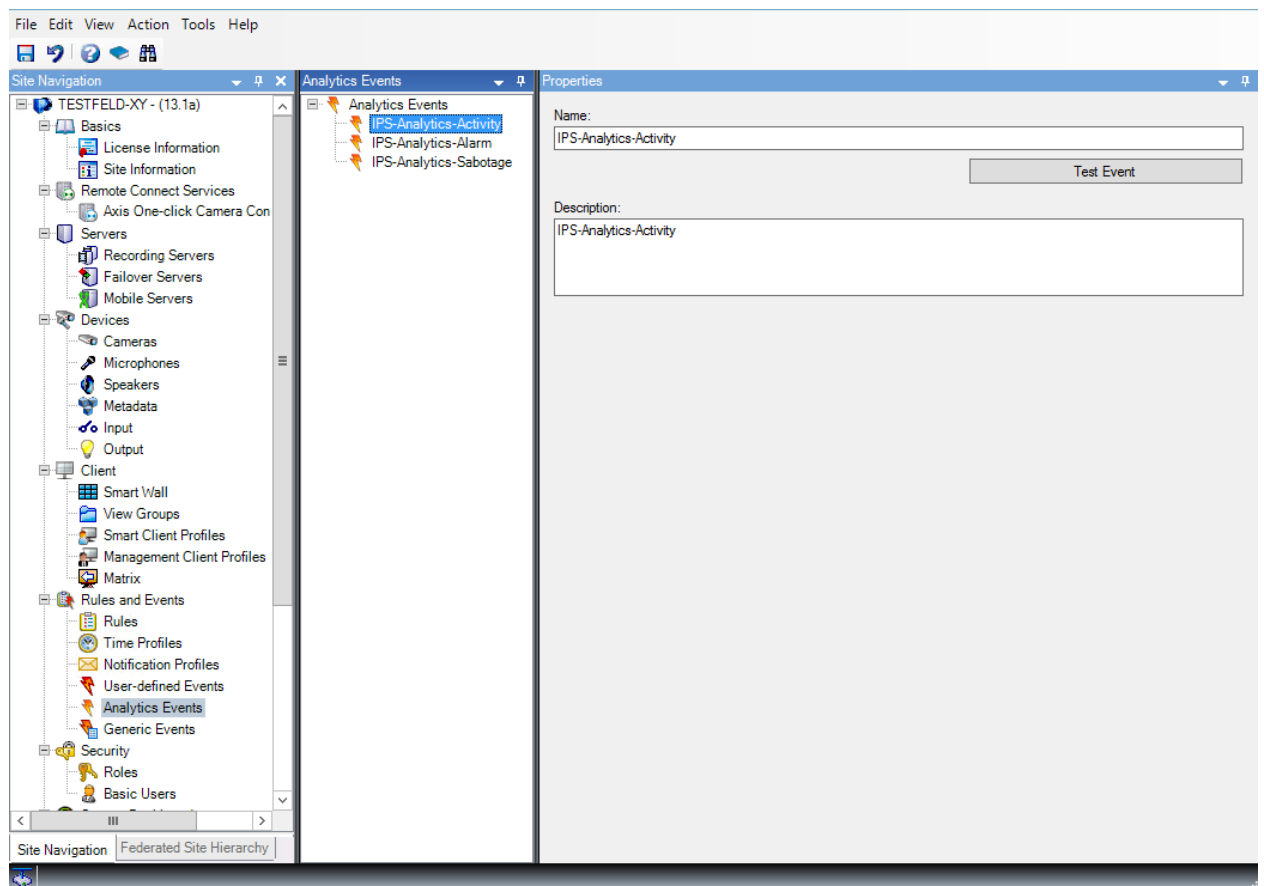 File Edit View Action Tools Help
Site Navigation
TESTFELD-XY - (13.1a)
Basics
License Information
Site Information
Remote Connect Services
Axis One-click Camera Con
Servers
Recording Servers
Failover Servers
Mobile Servers
Devices
Cameras
Microphones
Speakers
Metadata
Input
Output
Client
Smart Wall
View Groups
Smart Client Profiles
Management Client Profiles
Matrix
Rules and Events
Rules
Time Profiles
Notification Profiles
User-defined Events
Analytics Events
Generic Events
Security
Roles
Basic Users
Site Navigation
Federated Site Hierarchy
Analytics Events
Analytics Events
IPS-Analytics-Activity
IPS-Analytics-Alarm
IPS-Analytics-Sabotage
Properties
Name:
IPS-Analytics-Activity
Test Event
Description:
IPS-Analytics-Activity